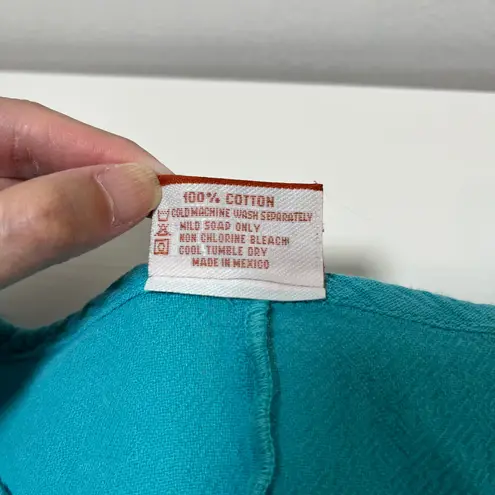 100% COTTON
COLD MACHINE WASH SEPARATELY
MILD SOAP ONLY
NON CHLORINE BLEACH
COOL TUMBLE DRY
MADE IN MEXICO